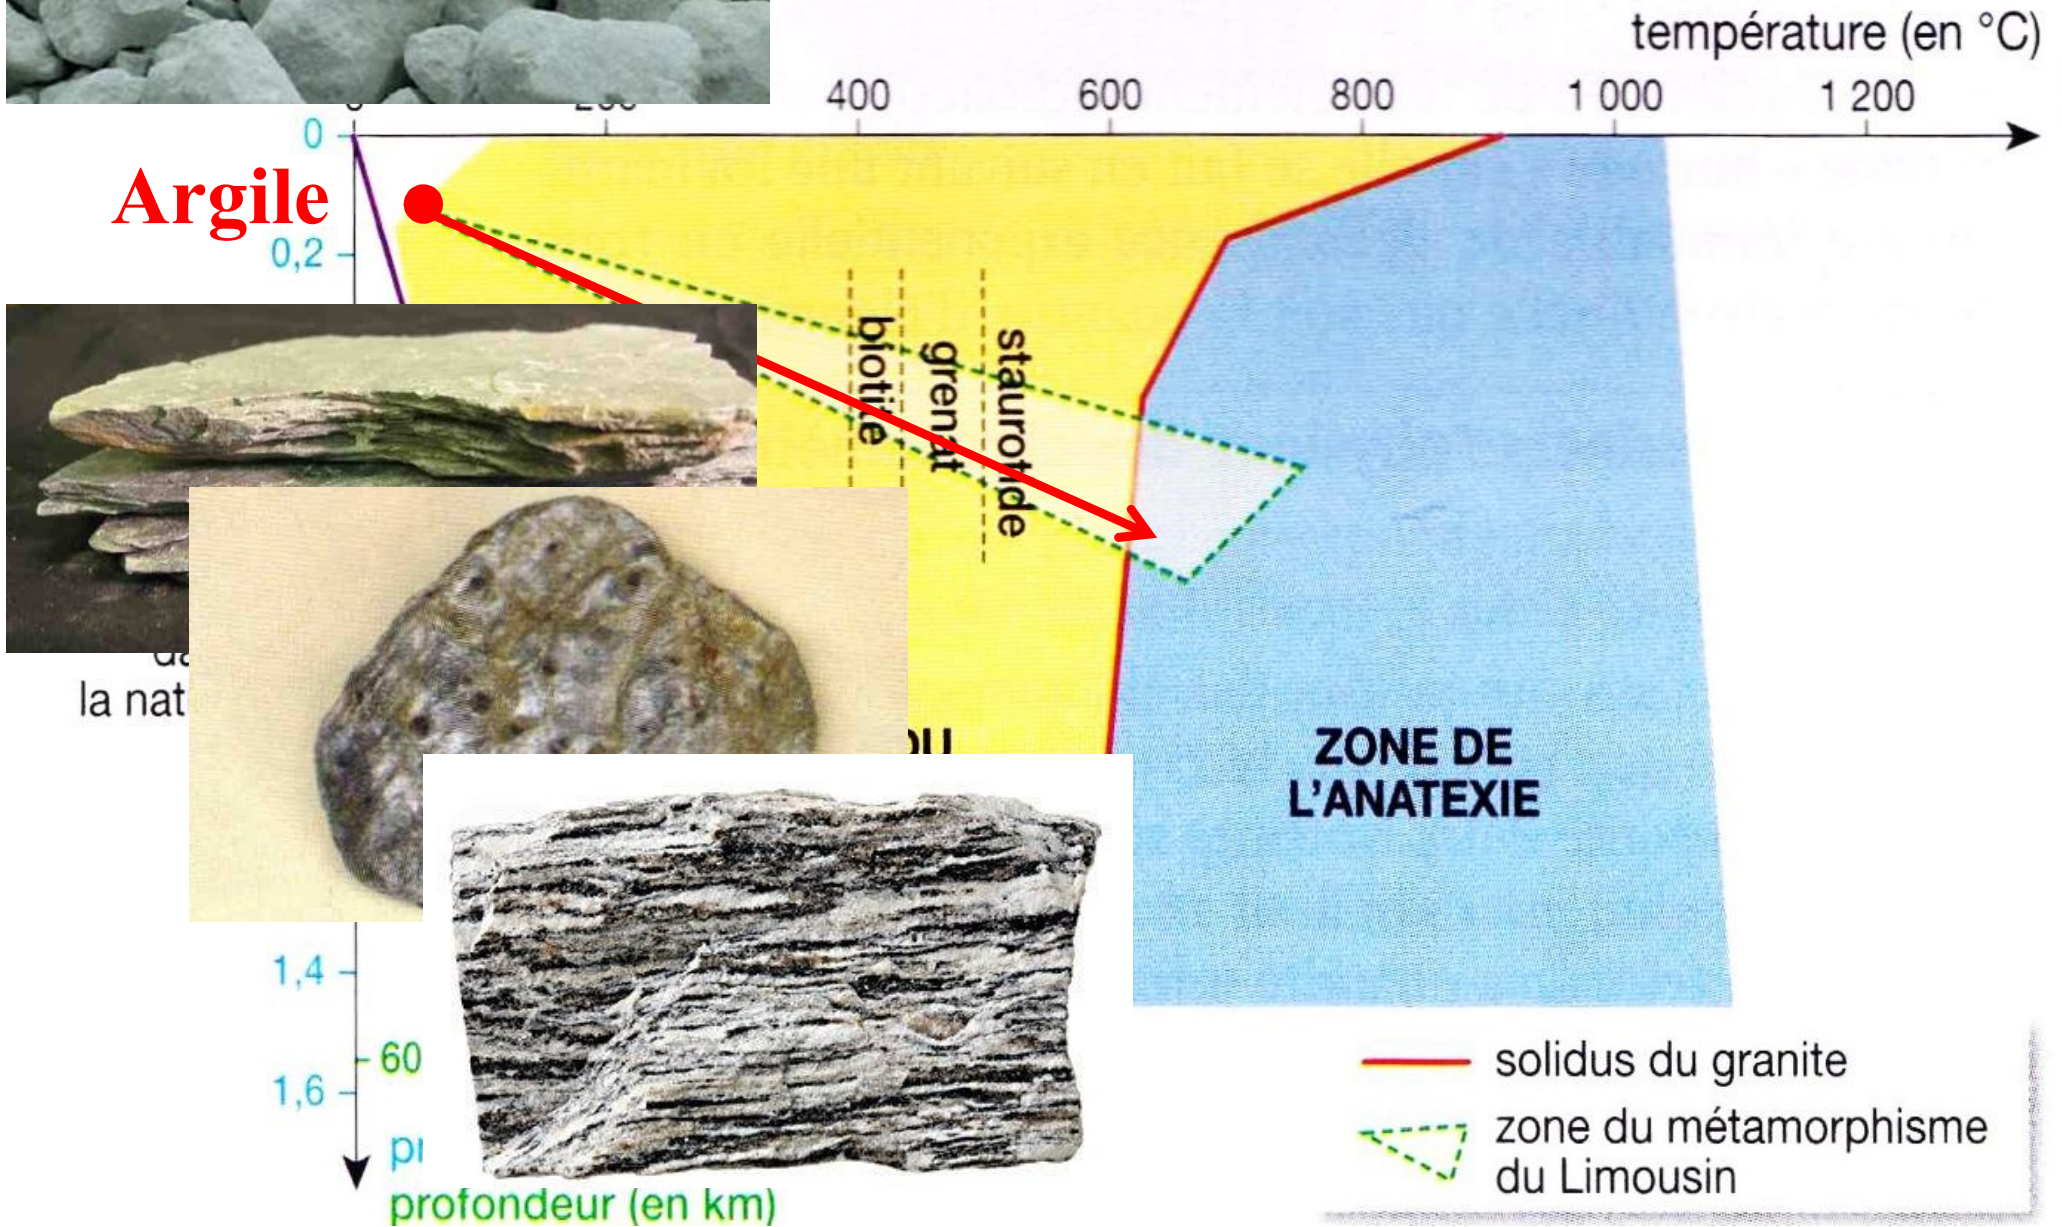 température (en °C)
400 600 800 1 000 1 200
0
Argile
0,2
biotite
grenat
staurotide
la nat
ZONE DE
L'ANATEXIE
1,4
60
1,6
profondeur (en km)
solidus du granite
zone du métamorphisme
du Limousin